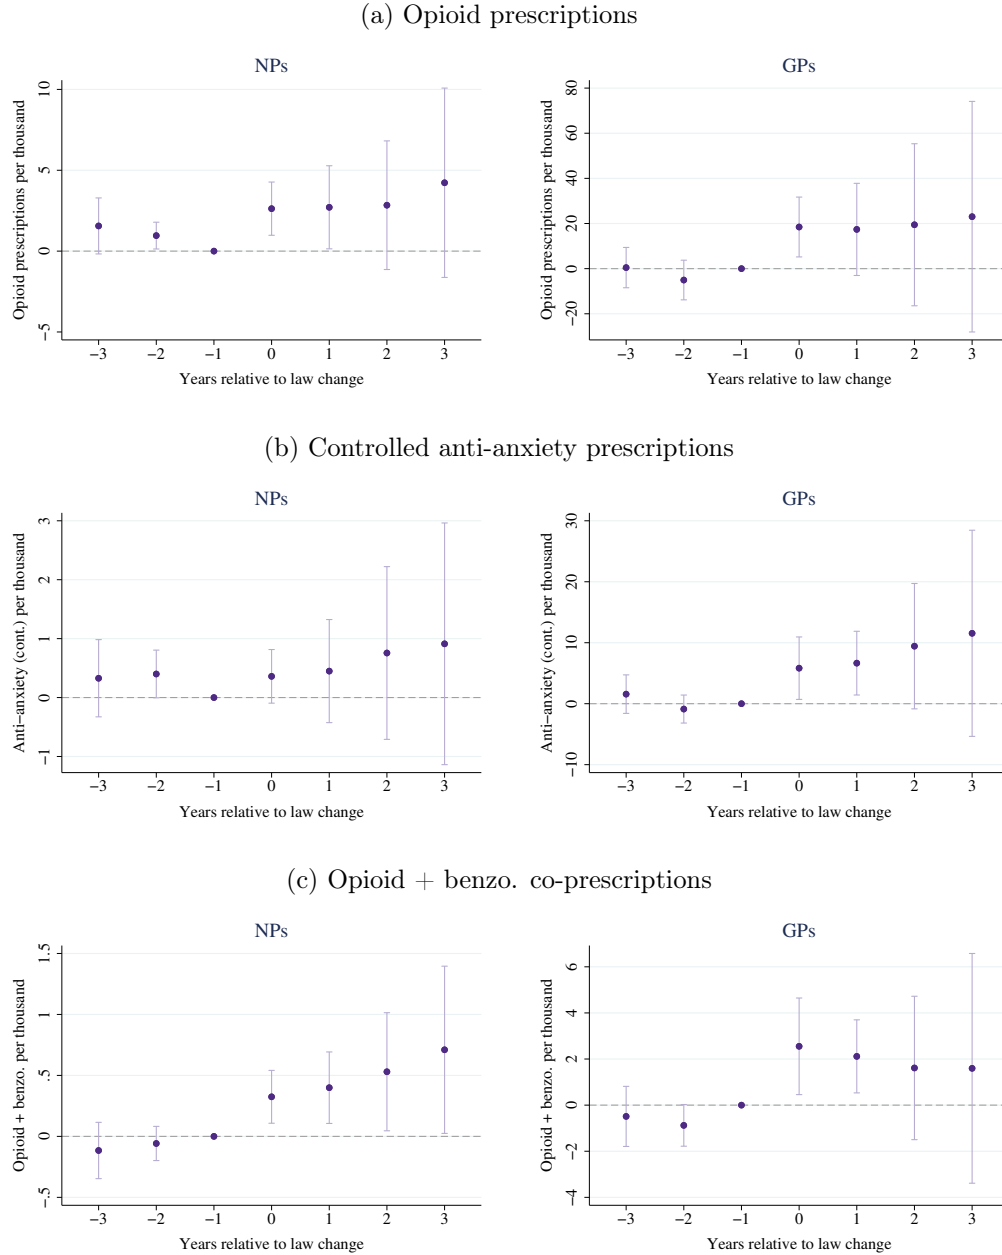 (a) Opioid prescriptions
NPs
GPs
Opioid prescriptions per thousand
10
5
0
−5
−3 −2 −1 0 1 2 3
Years relative to law change
Opioid prescriptions per thousand
80
60
40
20
0
−20
−3 −2 −1 0 1 2 3
Years relative to law change
(b) Controlled anti-anxiety prescriptions
NPs
GPs
Anti−anxiety (cont.) per thousand
3
2
1
0
−1
−3 −2 −1 0 1 2 3
Years relative to law change
Anti−anxiety (cont.) per thousand
30
20
10
0
−10
−3 −2 −1 0 1 2 3
Years relative to law change
(c) Opioid + benzo. co-prescriptions
NPs
GPs
Opioid + benzo. per thousand
1.5
1
.5
0
−.5
−3 −2 −1 0 1 2 3
Years relative to law change
Opioid + benzo. per thousand
6
4
2
0
−2
−4
−3 −2 −1 0 1 2 3
Years relative to law change